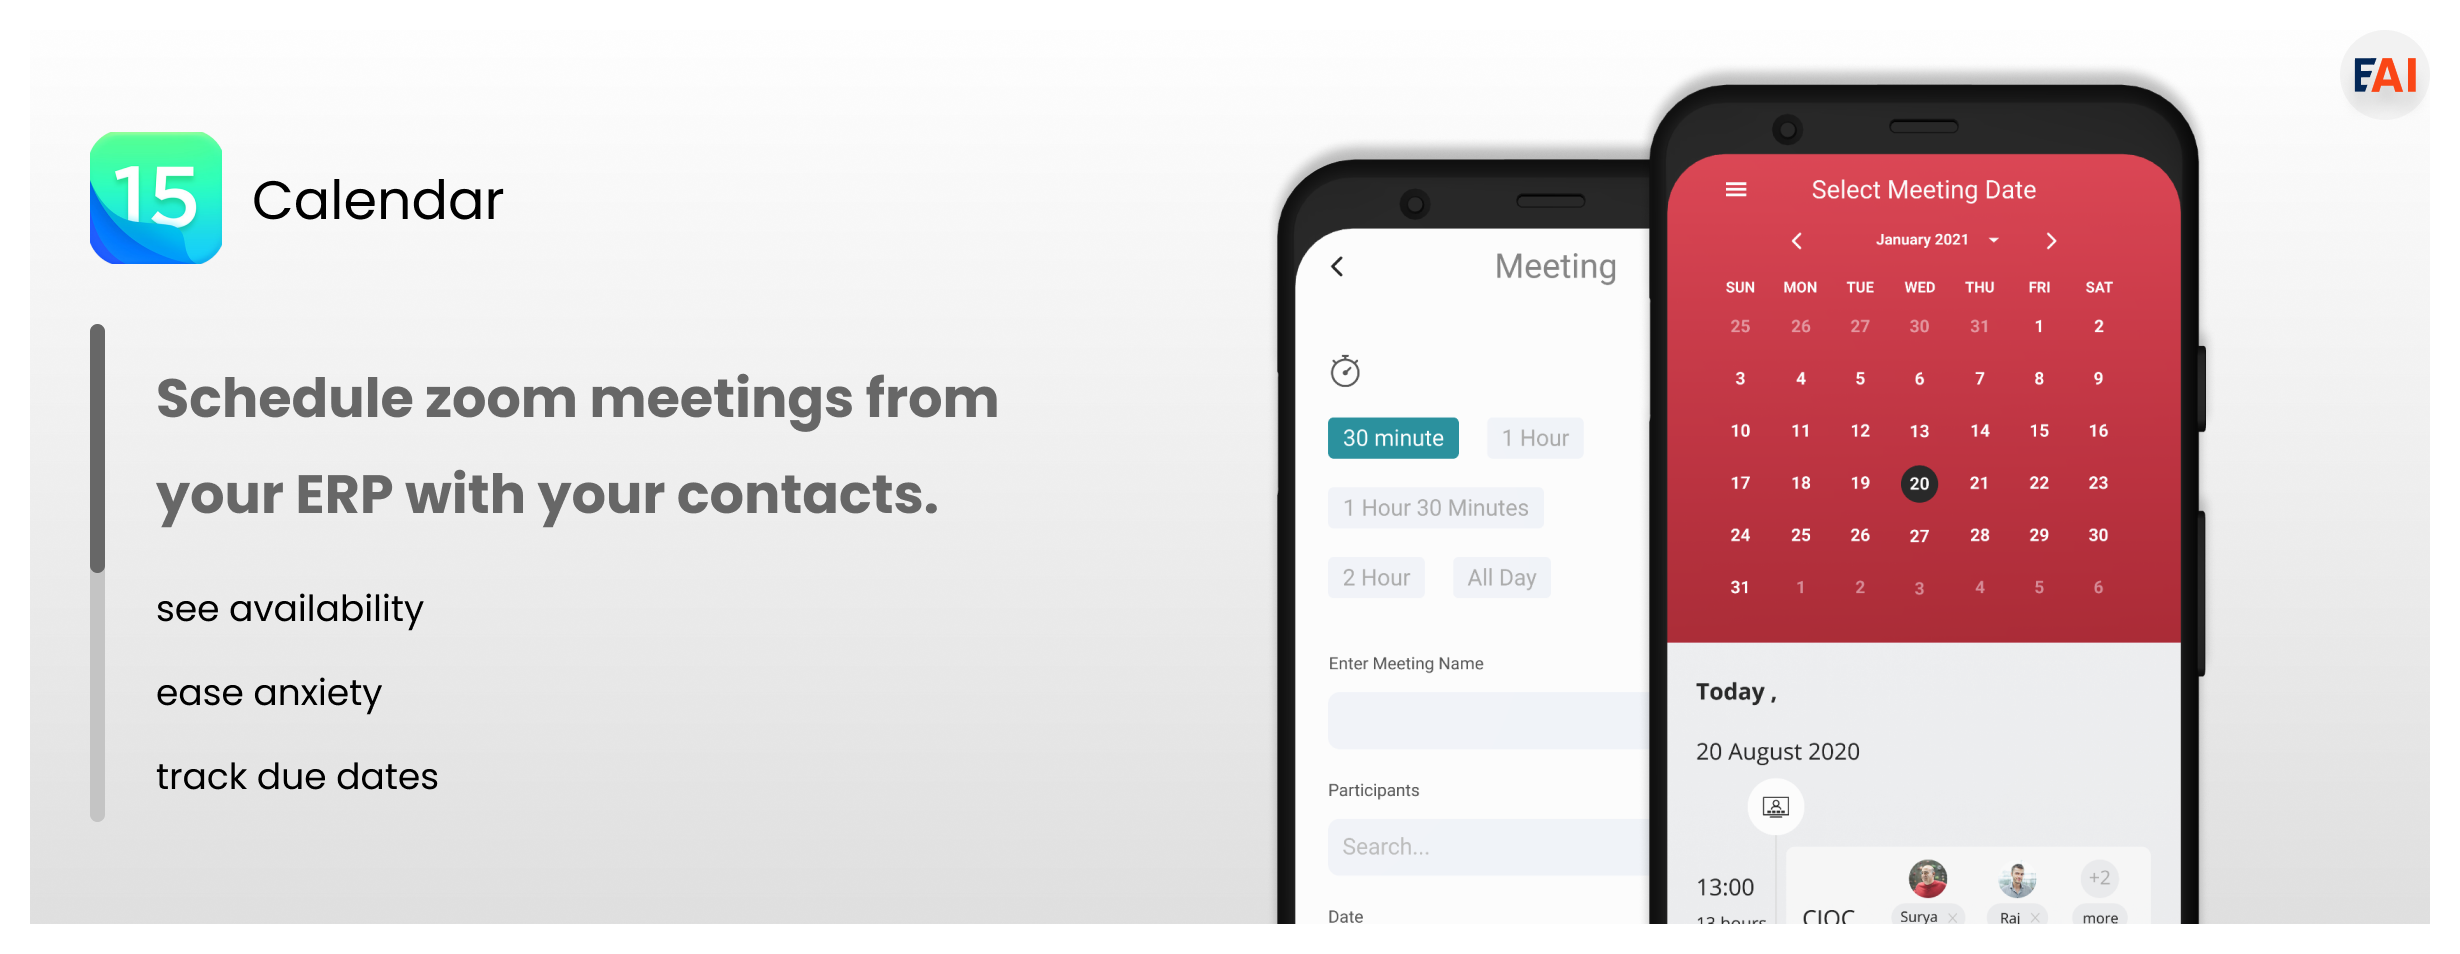 EAI
15
Calendar
Schedule zoom meetings from
your ERP with your contacts.
see availability
ease anxiety
track due dates
Meeting
30 minute
1 Hour
1 Hour 30 Minutes
2 Hour
All Day
Enter Meeting Name
Participants
Search...
Date
Select Meeting Date
January 2021
SUN MON TUE WED THU FRI SAT
25 26 27 30 31 1 2
3 4 5 6 7 8 9
10 11 12 13 14 15 16
17 18 19 20 21 22 23
24 25 26 27 28 29 30
31 1 2 3 4 5 6
Today ,
20 August 2020
13:00
13 hours
CIOC
+2
Surya
Raj
more